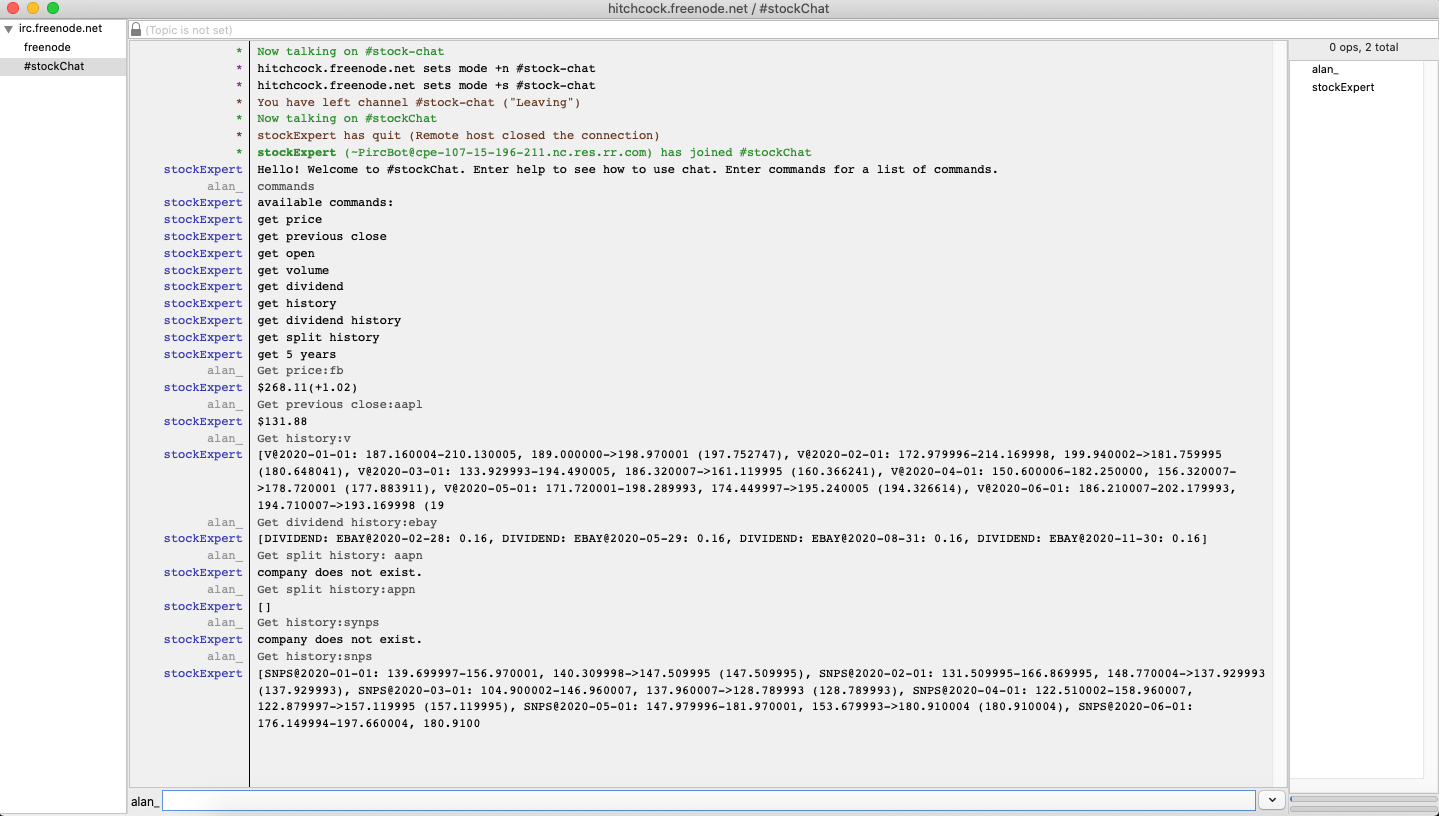 hitchcock.freenode.net / #stockChat
irc.freenode.net
freenode
#stockChat
(Topic is not set)
* Now talking on #stock-chat
* hitchcock.freenode.net sets mode +n #stock-chat
* hitchcock.freenode.net sets mode +s #stock-chat
* You have left channel #stock-chat ("Leaving")
* Now talking on #stockChat
* stockExpert has quit (Remote host closed the connection)
* stockExpert (~PircBot@cpe-107-15-196-211.nc.res.rr.com) has joined #stockChat
stockExpert Hello! Welcome to #stockChat. Enter help to see how to use chat. Enter commands for a list of commands.
alan_ commands
stockExpert available commands:
stockExpert get price
stockExpert get previous close
stockExpert get open
stockExpert get volume
stockExpert get dividend
stockExpert get history
stockExpert get dividend history
stockExpert get split history
stockExpert get 5 years
alan_ Get price:fb
stockExpert $268.11(+1.02)
alan_ Get previous close:aapl
stockExpert $131.88
alan_ Get history:v
stockExpert [V@2020-01-01: 187.160004-210.130005, 189.000000->198.970001 (197.752747), V@2020-02-01: 172.979996-214.169998, 199.940002->181.759995
(180.648041), V@2020-03-01: 133.929993-194.490005, 186.320007->161.119995 (160.366241), V@2020-04-01: 150.600006-182.250000, 156.320007-
>178.720001 (177.883911), V@2020-05-01: 171.720001-198.289993, 174.449997->195.240005 (194.326614), V@2020-06-01: 186.210007-202.179993,
194.710007->193.169998 (19
alan_ Get dividend history:ebay
stockExpert [DIVIDEND: EBAY@2020-02-28: 0.16, DIVIDEND: EBAY@2020-05-29: 0.16, DIVIDEND: EBAY@2020-08-31: 0.16, DIVIDEND: EBAY@2020-11-30: 0.16]
alan_ Get split history: aapn
stockExpert company does not exist.
alan_ Get split history:appn
stockExpert []
alan_ Get history:synps
stockExpert company does not exist.
alan_ Get history:snps
stockExpert [SNPS@2020-01-01: 139.699997-156.970001, 140.309998->147.509995 (147.509995), SNPS@2020-02-01: 131.509995-166.869995, 148.770004->137.929993
(137.929993), SNPS@2020-03-01: 104.900002-146.960007, 137.960007->128.789993 (128.789993), SNPS@2020-04-01: 122.510002-158.960007,
122.879997->157.119995 (157.119995), SNPS@2020-05-01: 147.979996-181.970001, 153.679993->180.910004 (180.910004), SNPS@2020-06-01:
176.149994-197.660004, 180.9100
0 ops, 2 total
alan_
stockExpert
alan_